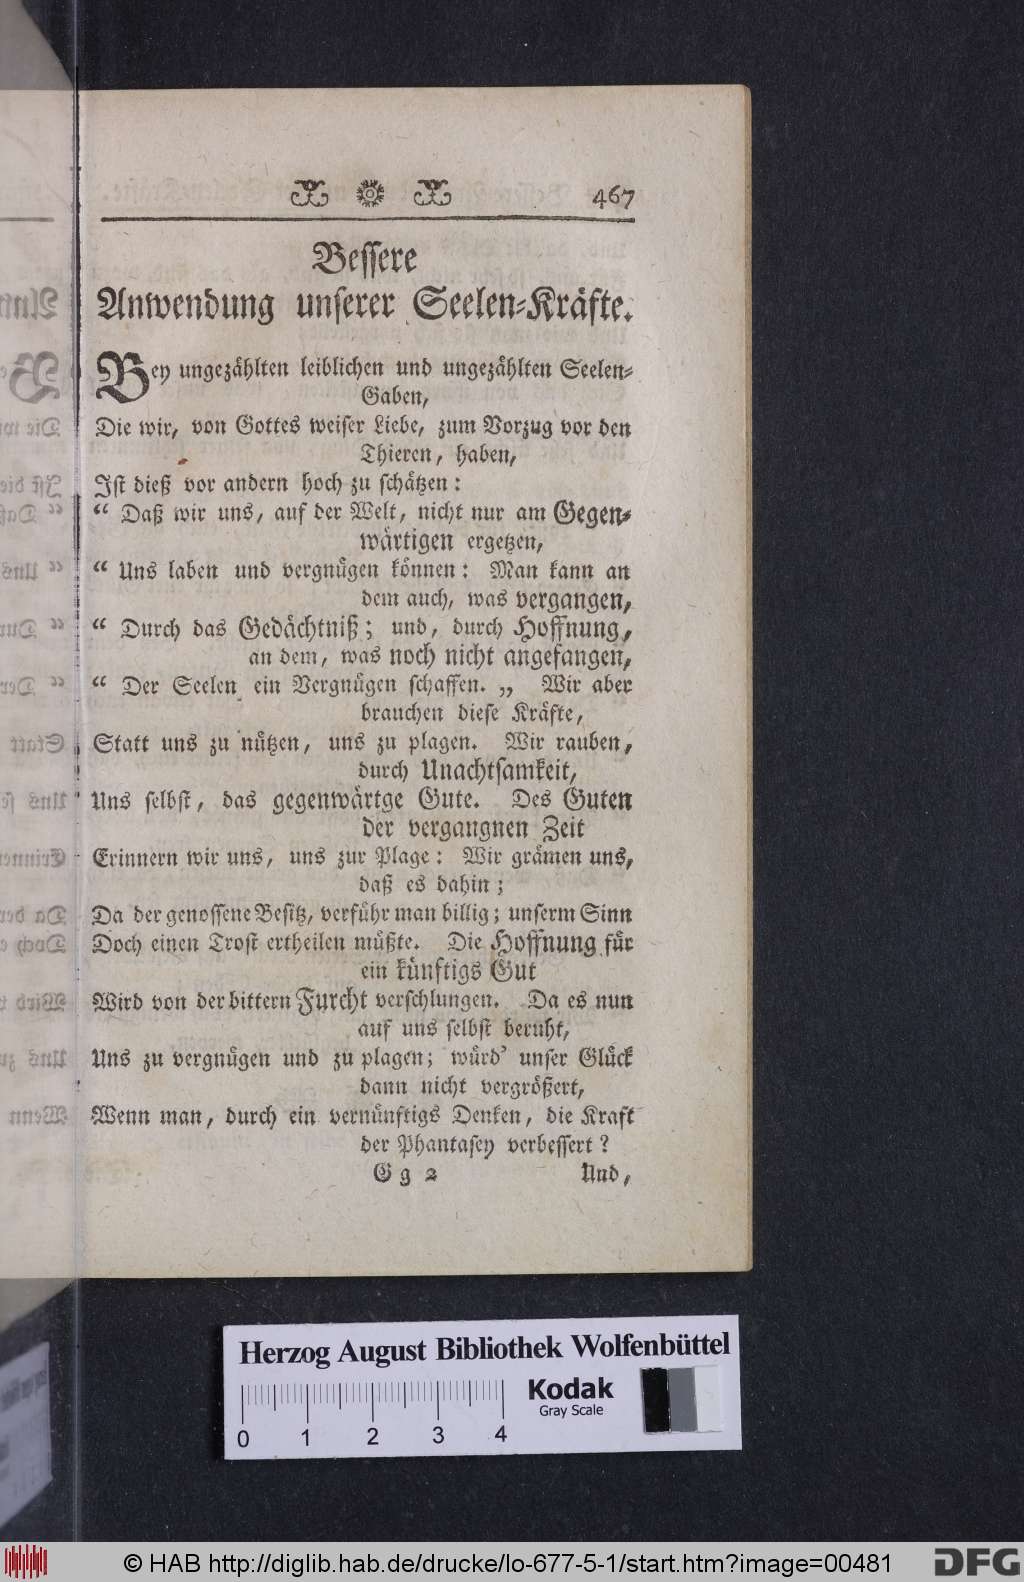 467
Bessere
Anwendung unserer Seelen-Kräfte.
Bey ungezählten leiblichen und ungezählten Seelen-
Gaben,
Die wir, von Gottes weiser Liebe, zum Vorzug vor den
Thieren, haben,
Ist dieß vor andern hoch zu schätzen:
“ Daß wir uns, auf der Welt, nicht nur am Gegen-
wärtigen ergetzen,
“ Uns laben und vergnügen können: Man kann an
dem auch, was vergangen,
“ Durch das Gedächtniß; und, durch Hoffnung,
an dem, was noch nicht angefangen,
“ Der Seelen ein Vergnügen schaffen. „ Wir aber
brauchen diese Kräfte,
Statt uns zu nützen, uns zu plagen. Wir rauben,
durch Unachtsamkeit,
Uns selbst, das gegenwärtge Gute. Des Guten
der vergangnen Zeit
Erinnern wir uns, uns zur Plage: Wir grämen uns,
daß es dahin;
Da der genossene Besitz, verführ man billig; unserm Sinn
Doch einen Trost ertheilen müßte. Die Hoffnung für
ein künftigs Gut
Wird von der bittern Furcht verschlungen. Da es nun
auf uns selbst beruht,
Uns zu vergnügen und zu plagen; würd’ unser Glück
dann nicht vergrößert,
Wenn man, durch ein vernünftigs Denken, die Kraft
der Phantasey verbessert?
G g 2 Und,
Herzog August Bibliothek Wolfenbüttel
Kodak
Gray Scale
0 1 2 3 4
© HAB http://diglib.hab.de/drucke/lo-677-5-1/start.htm?image=00481
DFG